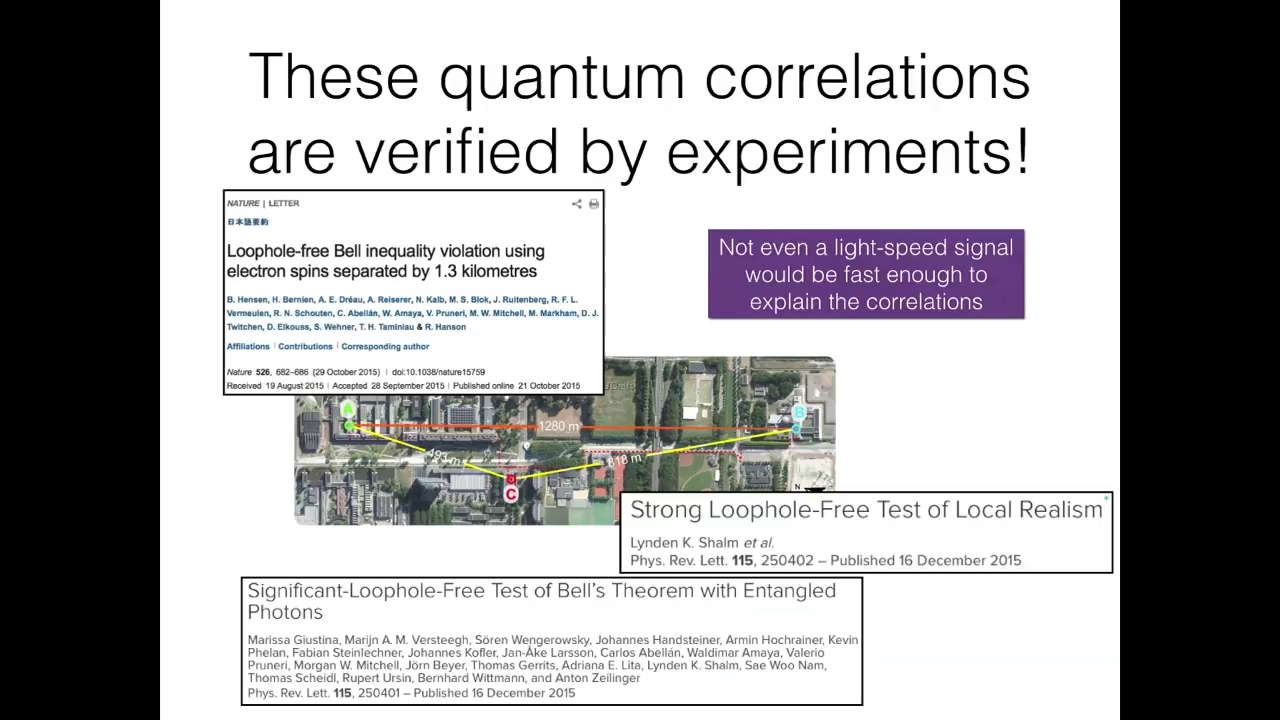 These quantum correlations
are verified by experiments!
NATURE | LETTER
日本語要約
Loophole-free Bell inequality violation using
electron spins separated by 1.3 kilometres
B. Hensen, H. Bernien, A. E. Dréau, A. Reiserer, N. Kalb, M. S. Blok, J. Ruitenberg, R. F. L.
Vermeulen, R. N. Schouten, C. Abellán, W. Amaya, V. Pruneri, M. W. Mitchell, M. Markham, D. J.
Twitchen, D. Elkouss, S. Wehner, T. H. Taminiau & R. Hanson
Affiliations | Contributions | Corresponding author
Nature 526, 682–686 (29 October 2015) | doi:10.1038/nature15759
Received 19 August 2015 | Accepted 28 September 2015 | Published online 21 October 2015
Not even a light-speed signal
would be fast enough to
explain the correlations
A
B
1280 m
493 m
818 m
C
N
Strong Loophole-Free Test of Local Realism*
Lynden K. Shalm et al.
Phys. Rev. Lett. 115, 250402 – Published 16 December 2015
Significant-Loophole-Free Test of Bell's Theorem with Entangled
Photons
Marissa Giustina, Marijn A. M. Versteegh, Sören Wengerowsky, Johannes Handsteiner, Armin Hochrainer, Kevin
Phelan, Fabian Steinlechner, Johannes Kofler, Jan-Åke Larsson, Carlos Abellán, Waldimar Amaya, Valerio
Pruneri, Morgan W. Mitchell, Jörn Beyer, Thomas Gerrits, Adriana E. Lita, Lynden K. Shalm, Sae Woo Nam,
Thomas Scheidl, Rupert Ursin, Bernhard Wittmann, and Anton Zeilinger
Phys. Rev. Lett. 115, 250401 – Published 16 December 2015